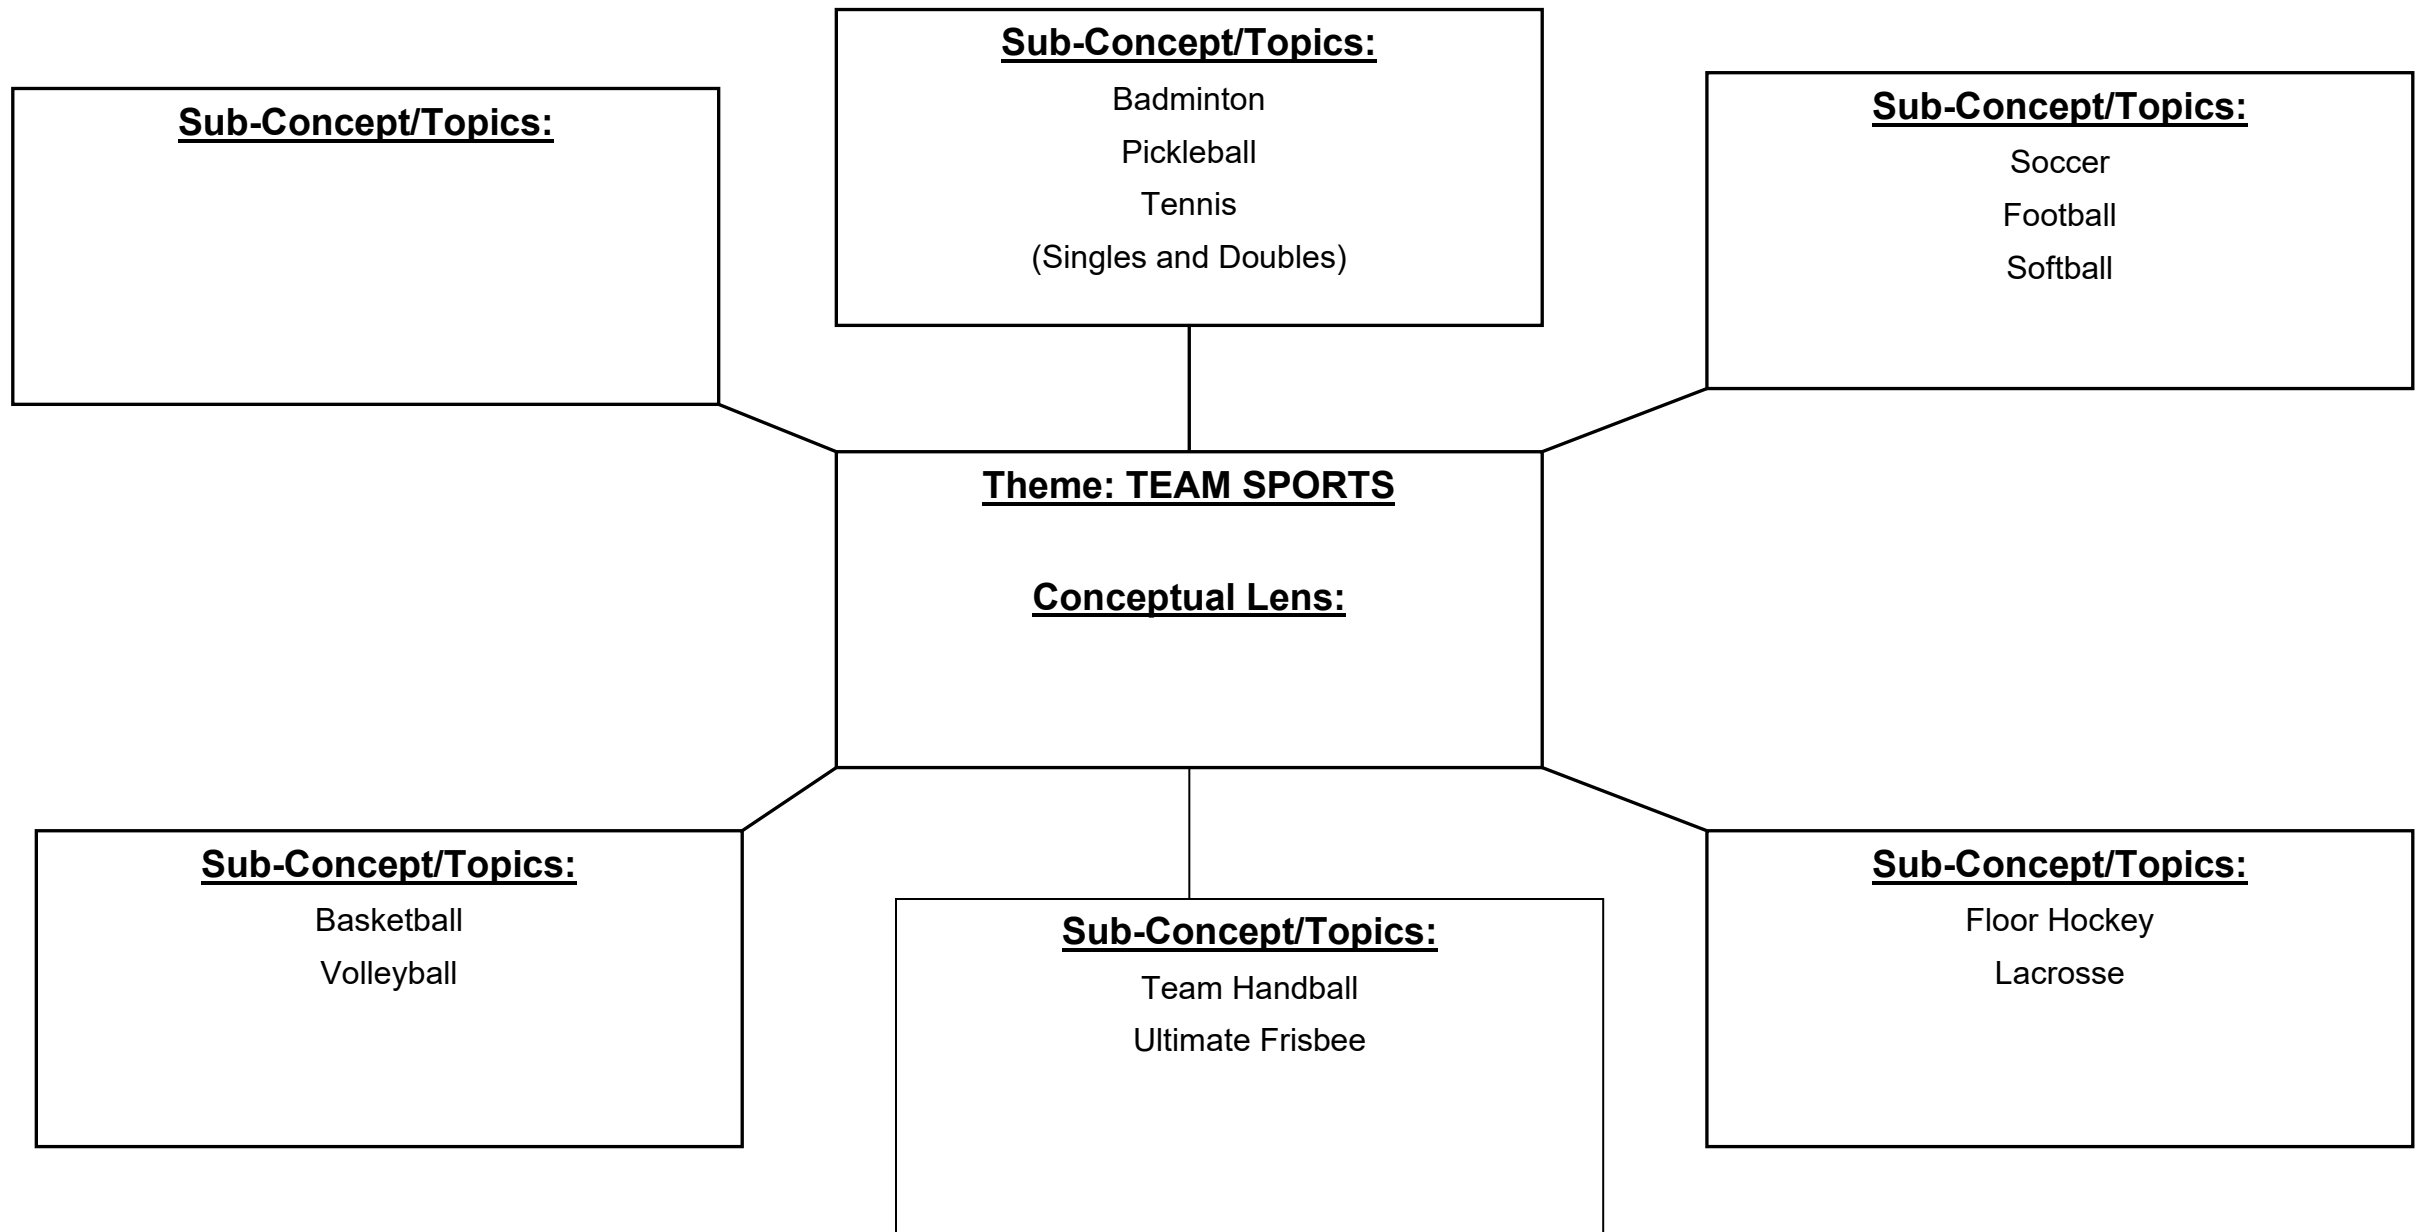 Sub-Concept/Topics:
Sub-Concept/Topics:
Badminton
Pickleball
Tennis
(Singles and Doubles)
Sub-Concept/Topics:
Soccer
Football
Softball
Theme: TEAM SPORTS
Conceptual Lens:
Sub-Concept/Topics:
Basketball
Volleyball
Sub-Concept/Topics:
Team Handball
Ultimate Frisbee
Sub-Concept/Topics:
Floor Hockey
Lacrosse